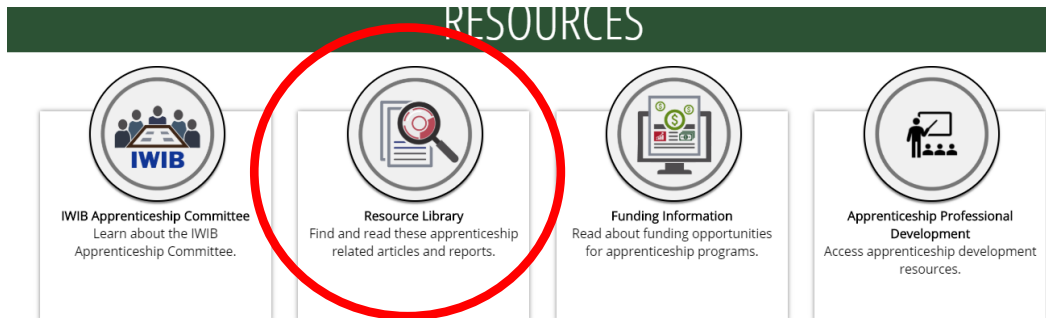 RESOURCES
IWIB
IWIB Apprenticeship Committee
Learn about the IWIB
Apprenticeship Committee.
Resource Library
Find and read these apprenticeship
related articles and reports.
Funding Information
Read about funding opportunities
for apprenticeship programs.
Apprenticeship Professional
Development
Access apprenticeship development
resources.